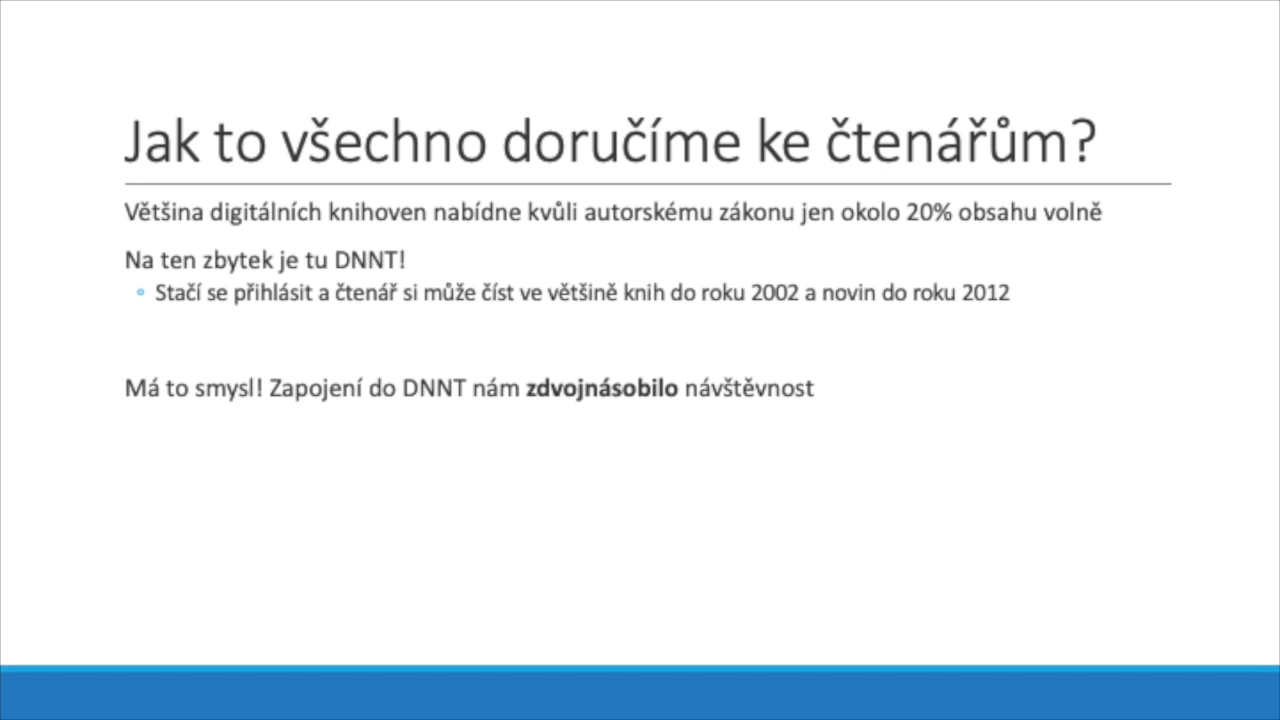 Jak to všechno doručíme ke čtenářům?
Většina digitálních knihoven nabídne kvůli autorskému zákonu jen okolo 20% obsahu volně
Na ten zbytek je tu DNNT!
◦ Stačí se přihlásit a čtenář si může číst ve většině knih do roku 2002 a novin do roku 2012
Má to smysl! Zapojení do DNNT nám zdvojnásobilo návštěvnost